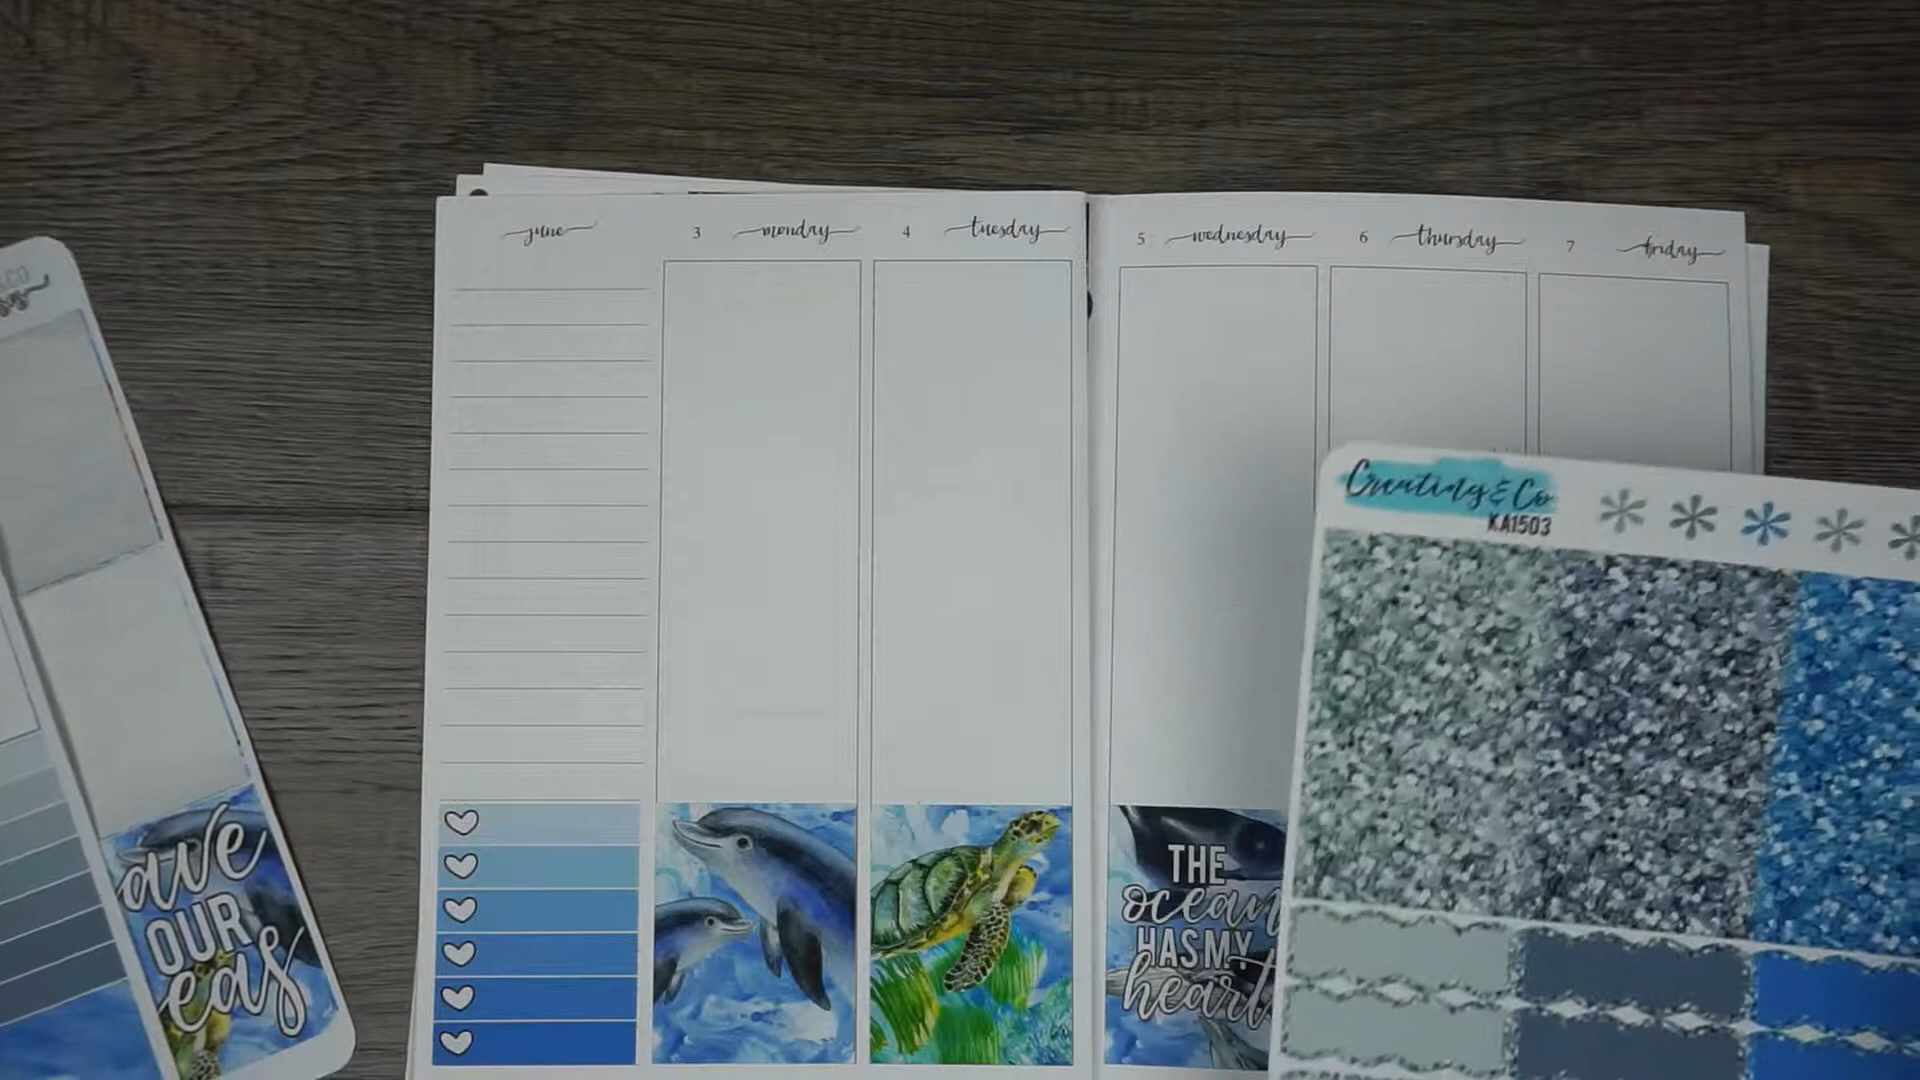 june
3 monday
4 tuesday
5 wednesday
6 thursday
7 friday
Creating & Co
KA1503
THE
ocean
HAS MY
heart
OUR